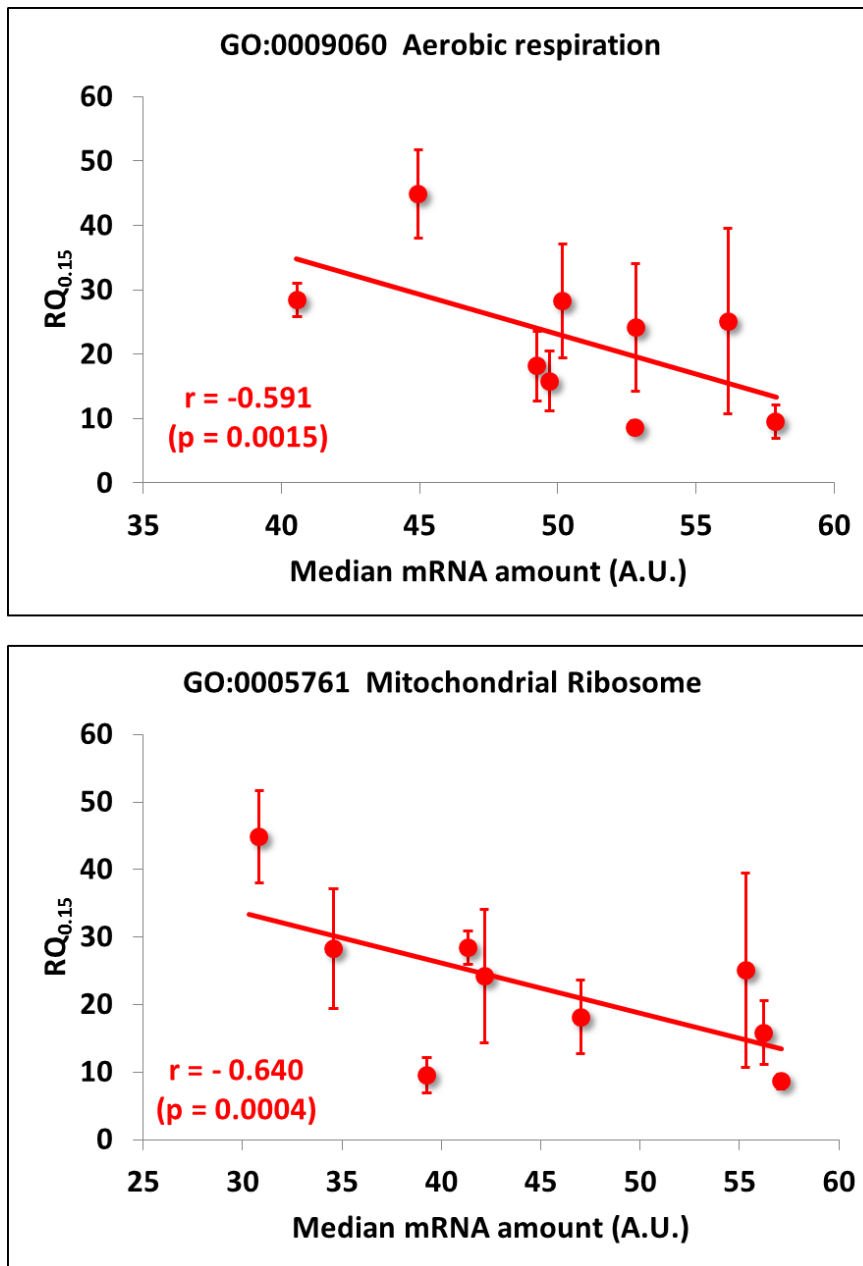 GO:0009060 Aerobic respiration
60
50
40
30
20
10
0
RQ0.15
r = -0.591
(p = 0.0015)
35 40 45 50 55 60
Median mRNA amount (A.U.)
GO:0005761 Mitochondrial Ribosome
60
50
40
30
20
10
0
RQ0.15
r = - 0.640
(p = 0.0004)
25 30 35 40 45 50 55 60
Median mRNA amount (A.U.)